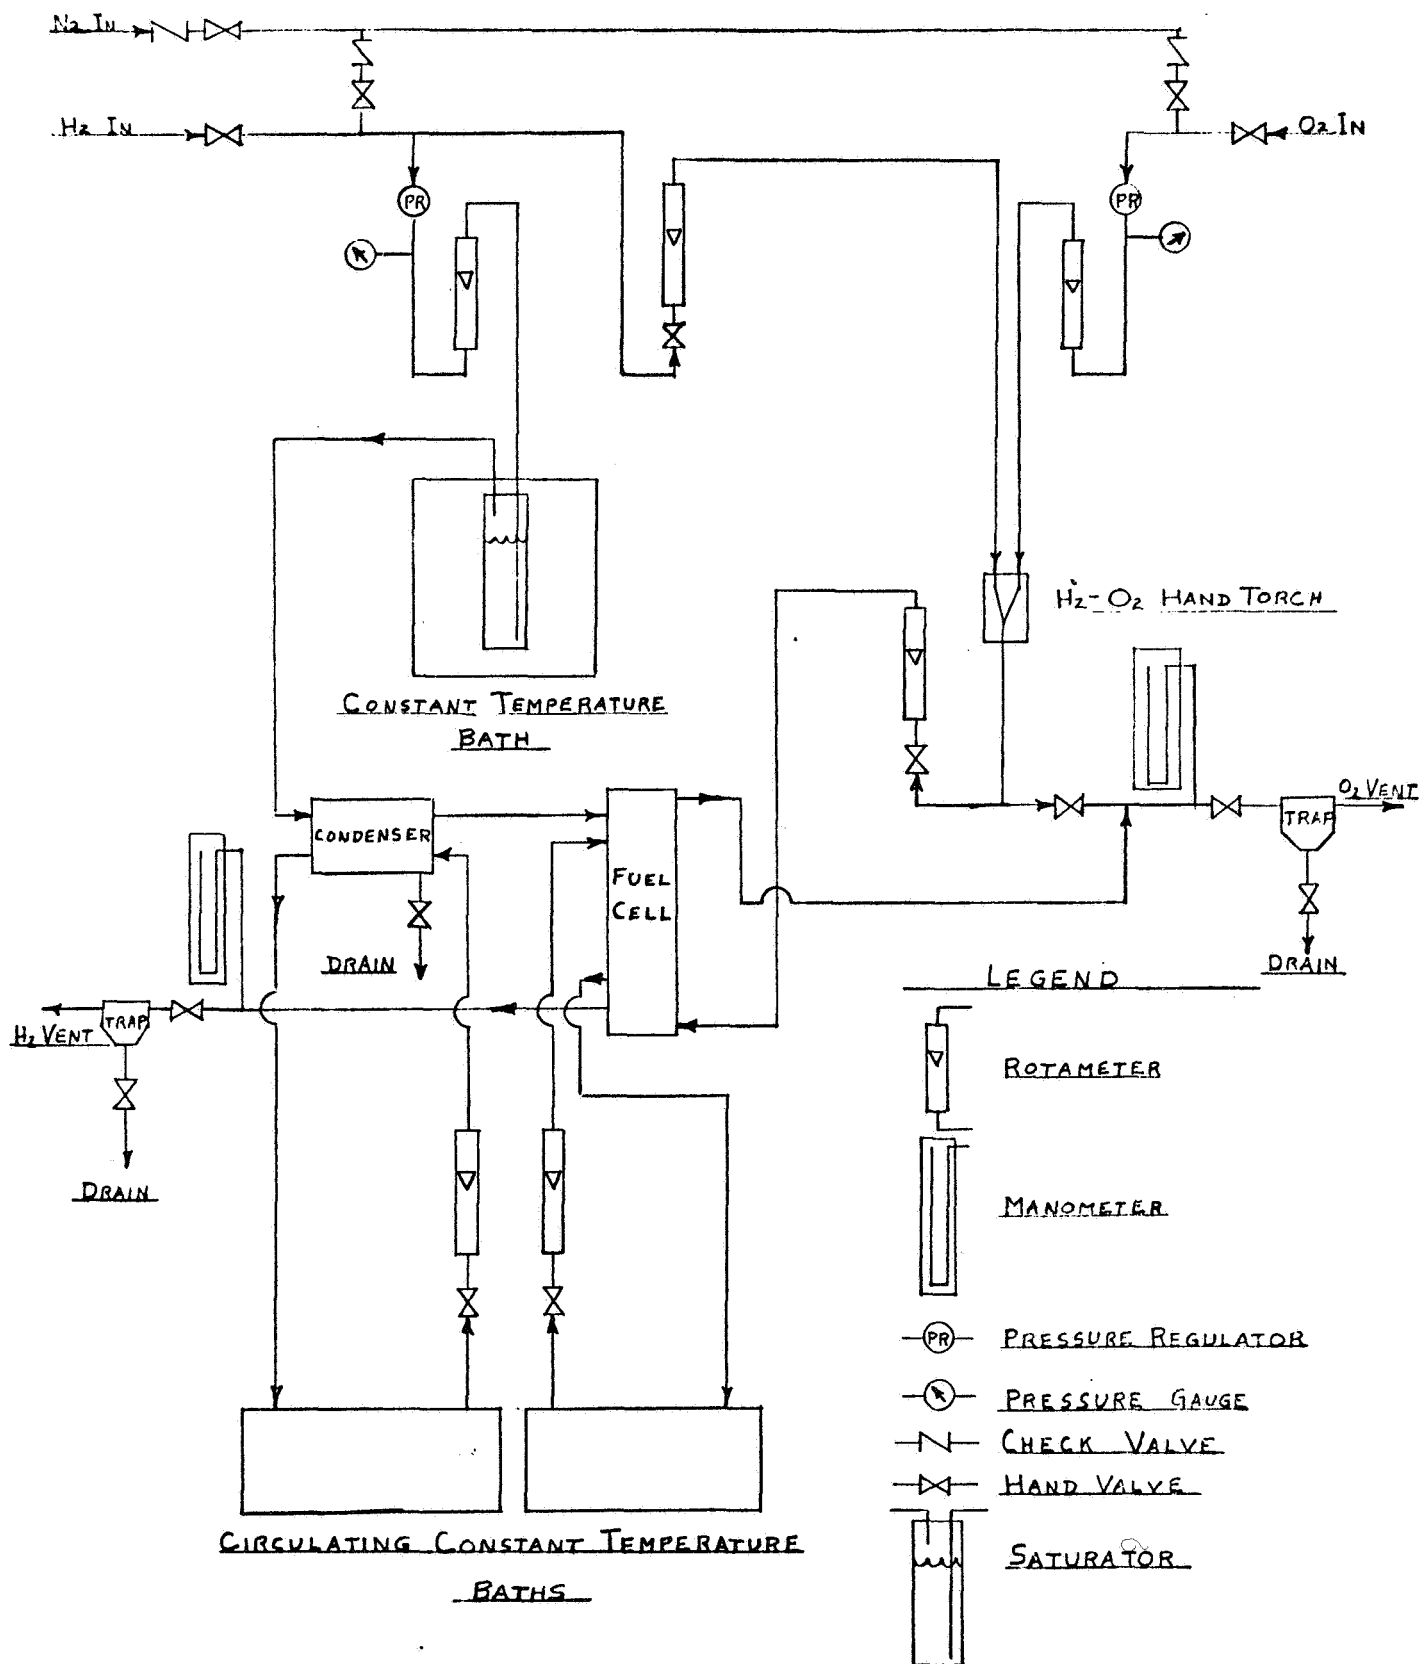 N2 IN
H2 IN
O2 IN
PR
PR
H2-O2 HAND TORCH
CONSTANT TEMPERATURE
BATH
CONDENSER
FUEL
CELL
O2 VENT
TRAP
DRAIN
DRAIN
H2 VENT
TRAP
DRAIN
LEGEND
ROTAMETER
MANOMETER
PR
PRESSURE REGULATOR
PRESSURE GAUGE
CHECK VALVE
HAND VALVE
SATURATOR
CIRCULATING CONSTANT TEMPERATURE
BATHS